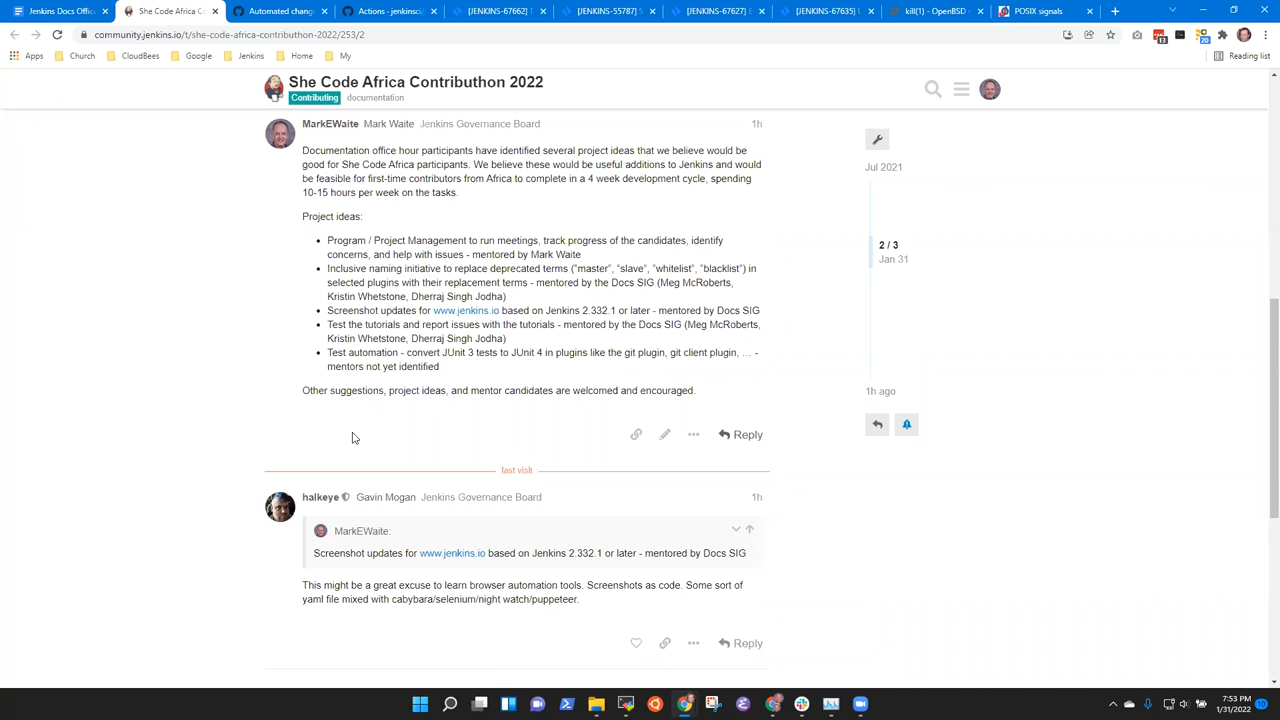 Jenkins Docs Offic
She Code Africa Co
Automated change
Actions · jenkinsci/
[JENKINS-67662] T
[JENKINS-55787] S
[JENKINS-67627] E
[JENKINS-67635] U
kill(1) - OpenBSD
POSIX signals
community.jenkins.io/t/she-code-africa-contributhon-2022/253/2
Apps
Church
CloudBees
Google
Jenkins
Home
My
Reading list
She Code Africa Contributhon 2022
Contributing
documentation
MarkEWaite Mark Waite Jenkins Governance Board
1h
Documentation office hour participants have identified several project ideas that we believe would be
good for She Code Africa participants. We believe these would be useful additions to Jenkins and would
be feasible for first-time contributors from Africa to complete in a 4 week development cycle, spending
10-15 hours per week on the tasks.
Project ideas:
• Program / Project Management to run meetings, track progress of the candidates, identify
concerns, and help with issues - mentored by Mark Waite
• Inclusive naming initiative to replace deprecated terms ("master", "slave", "whitelist", "blacklist") in
selected plugins with their replacement terms - mentored by the Docs SIG (Meg McRoberts,
Kristin Whetstone, Dherraj Singh Jodha)
• Screenshot updates for www.jenkins.io based on Jenkins 2.332.1 or later - mentored by Docs SIG
• Test the tutorials and report issues with the tutorials - mentored by the Docs SIG (Meg McRoberts,
Kristin Whetstone, Dherraj Singh Jodha)
• Test automation - convert JUnit 3 tests to JUnit 4 in plugins like the git plugin, git client plugin, … -
mentors not yet identified
Other suggestions, project ideas, and mentor candidates are welcomed and encouraged.
Reply
Jul 2021
2 / 3
Jan 31
1h ago
last visit
halkeye Gavin Mogan Jenkins Governance Board
1h
MarkEWaite:
Screenshot updates for www.jenkins.io based on Jenkins 2.332.1 or later - mentored by Docs SIG
This might be a great excuse to learn browser automation tools. Screenshots as code. Some sort of
yaml file mixed with cabybara/selenium/night watch/puppeteer.
Reply
7:53 PM
1/31/2022